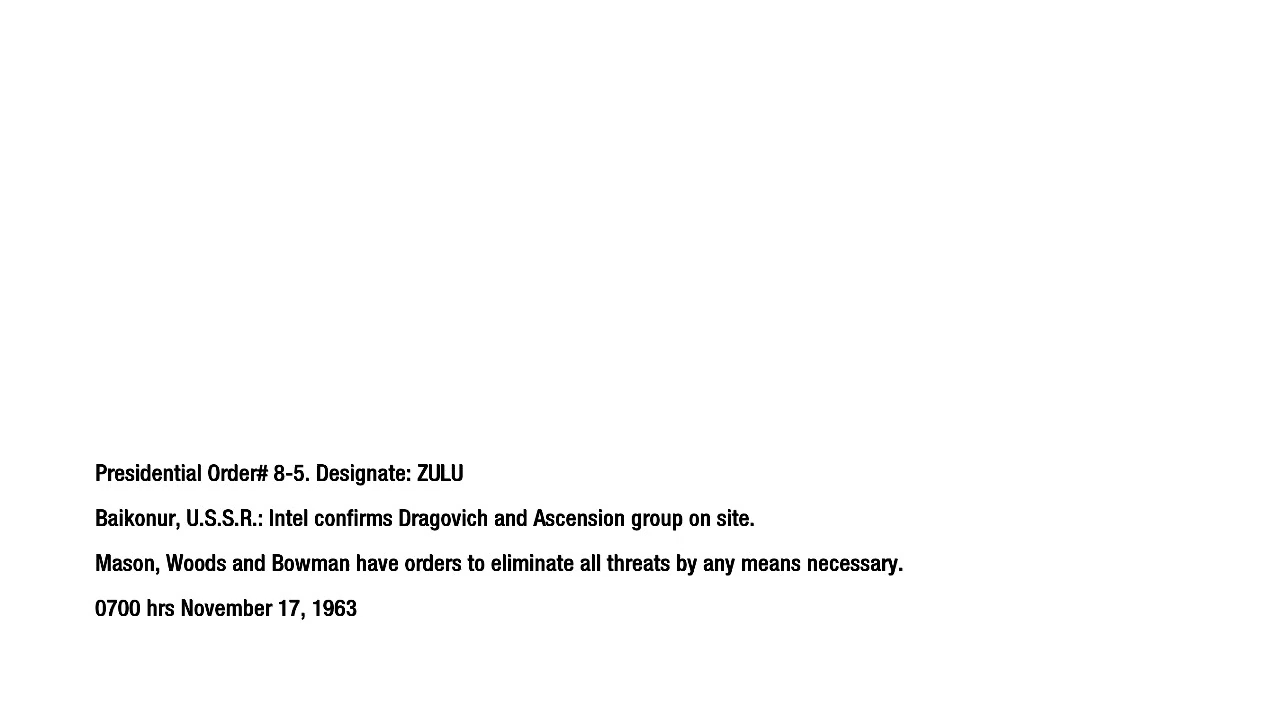 Presidential Order# 8-5. Designate: ZULU
Baikonur, U.S.S.R.: Intel confirms Dragovich and Ascension group on site.
Mason, Woods and Bowman have orders to eliminate all threats by any means necessary.
0700 hrs November 17, 1963